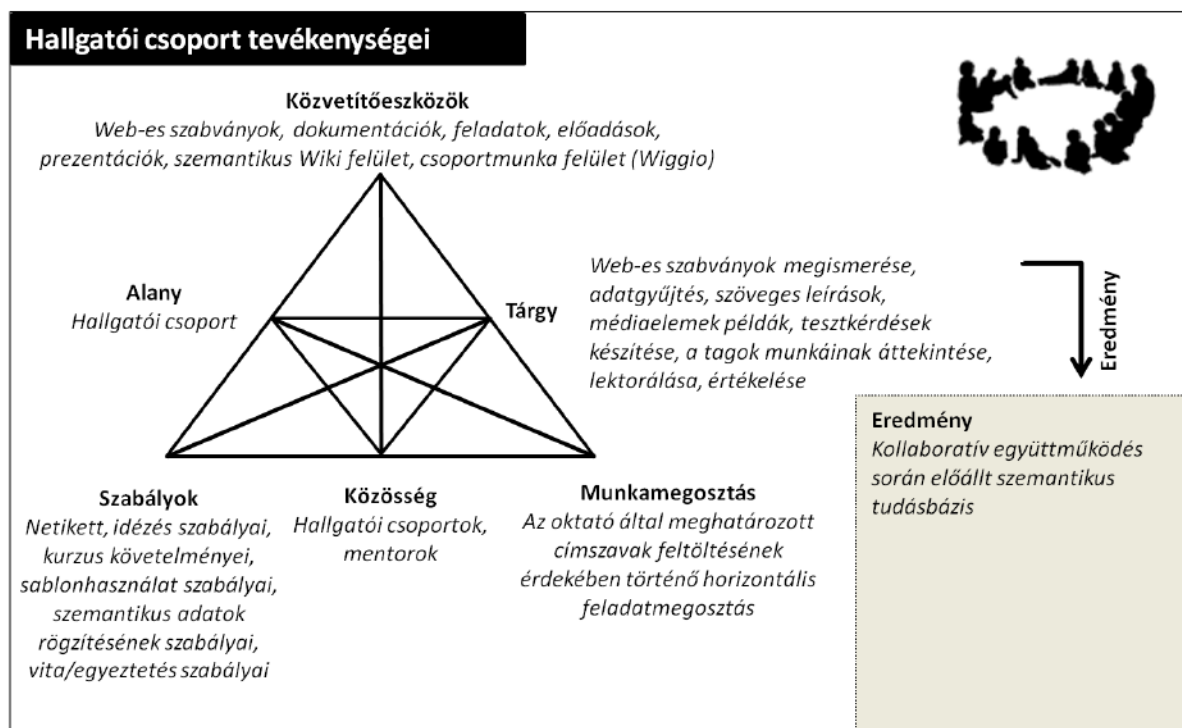 Hallgatói csoport tevékenységei
Közvetítőeszközök
Web-es szabványok, dokumentációk, feladatok, előadások,
prezentációk, szemantikus Wiki felület, csoportmunka felület (Wiggio)
Alany
Hallgatói csoport
Tárgy
Web-es szabványok megismerése,
adatgyűjtés, szöveges leírások,
médiaelemek példák, tesztkérdések
készítése, a tagok munkáinak áttekintése,
lektorálása, értékelése
Eredmény
Eredmény
Kollaboratív együttműködés
során előállt szemantikus
tudásbázis
Szabályok
Netikett, idézés szabályai,
kurzus követelményei,
sablonhasználat szabályai,
szemantikus adatok
rögzítésének szabályai,
vita/egyeztetés szabályai
Közösség
Hallgatói csoportok,
mentorok
Munkamegosztás
Az oktató által meghatározott
címszavak feltöltésének
érdekében történő horizontális
feladatmegosztás